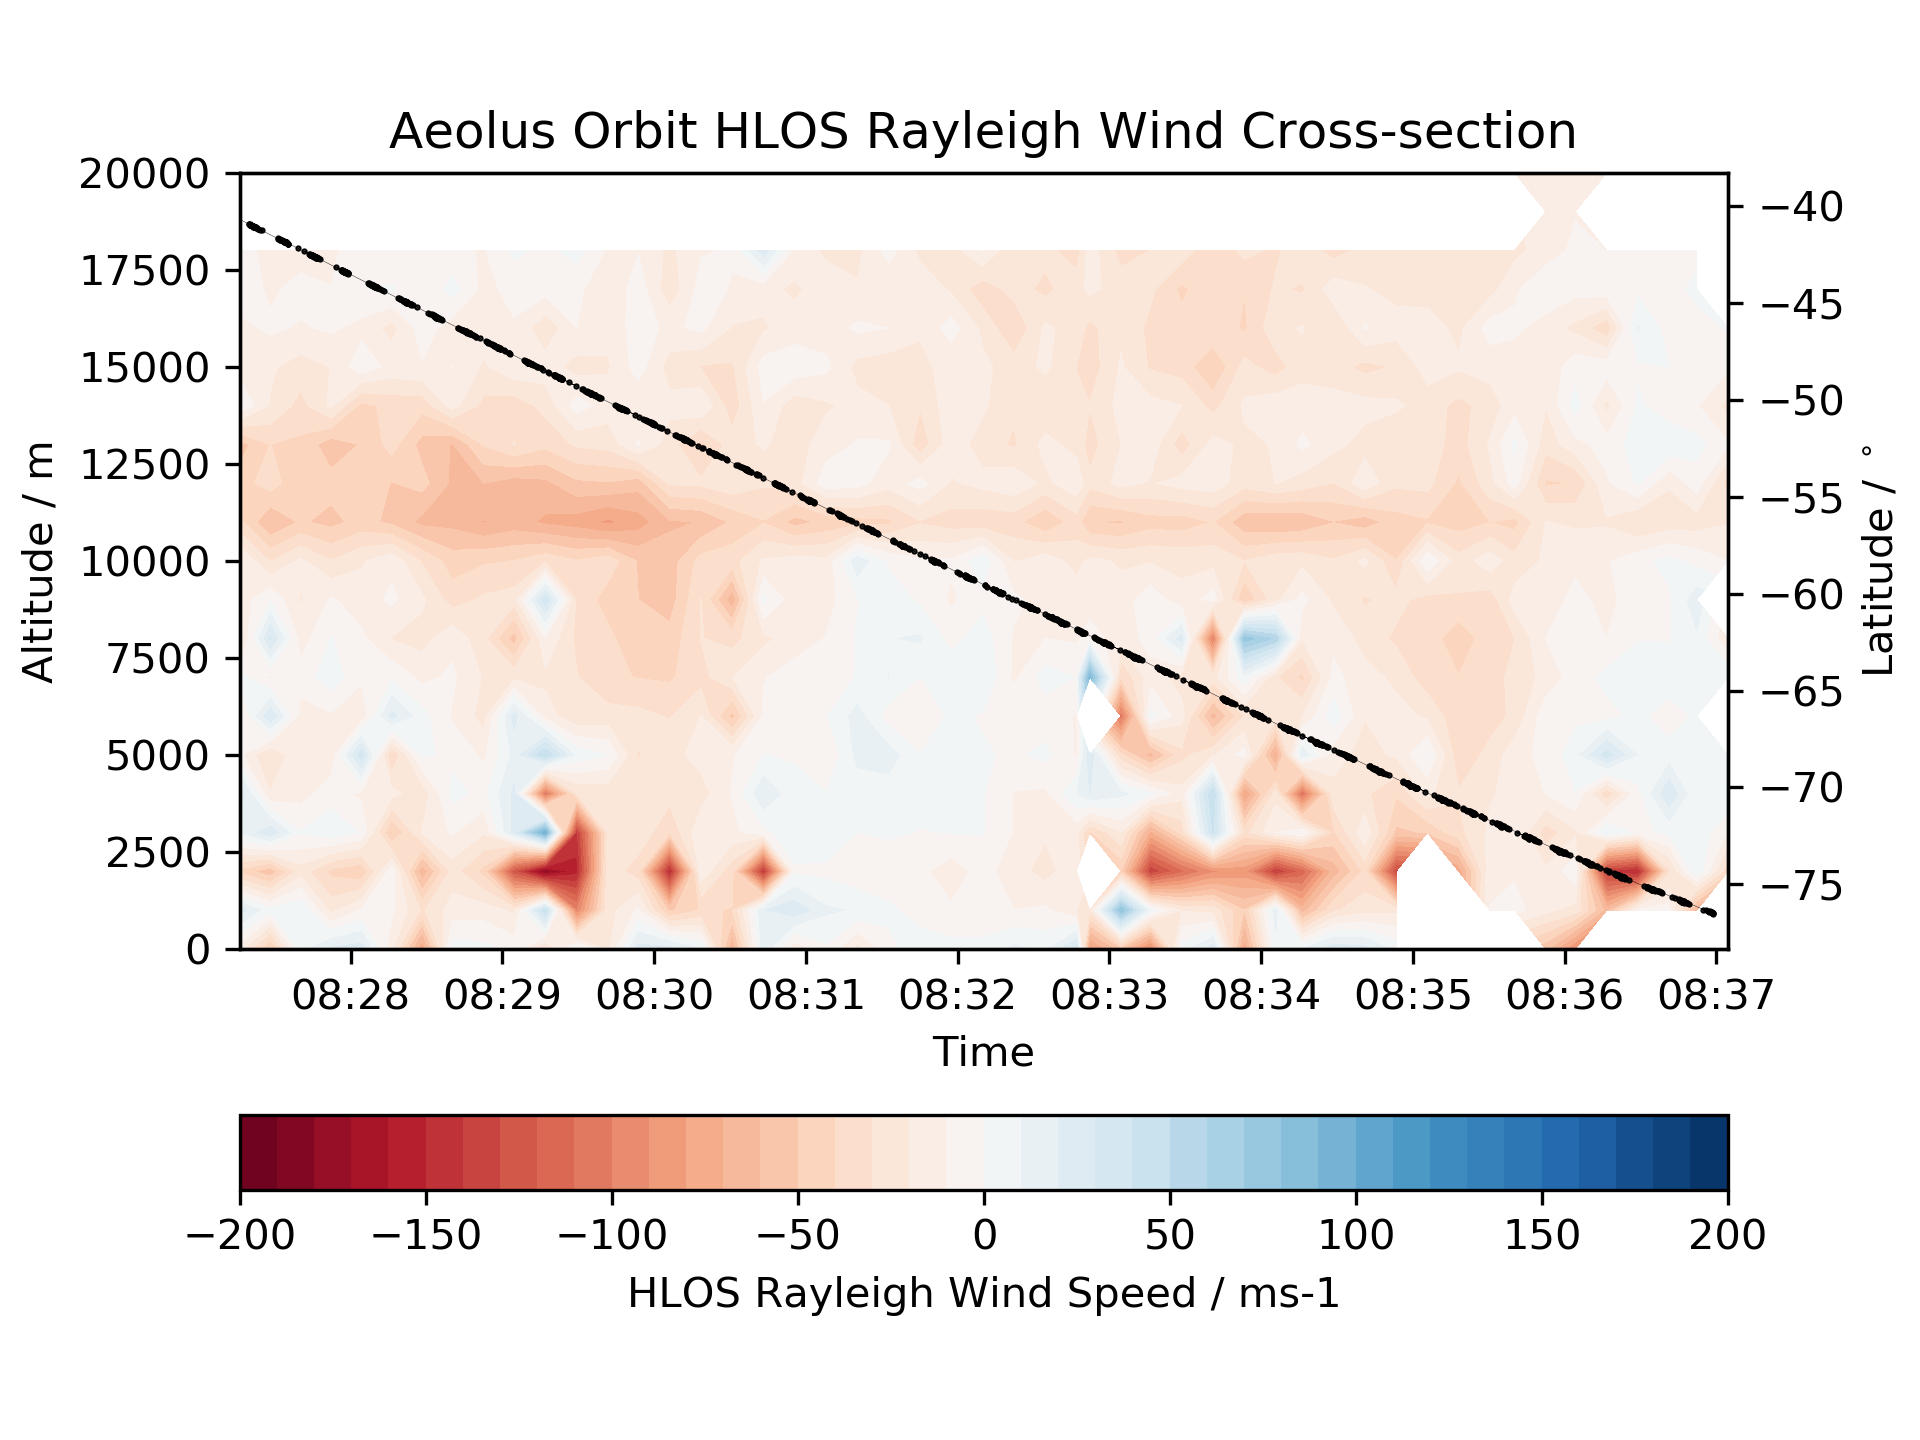 Aeolus Orbit HLOS Rayleigh Wind Cross-section
20000
17500
15000
12500
10000
7500
5000
2500
0
Altitude / m
−40
−45
−50
−55
−60
−65
−70
−75
Latitude / °
08:28 08:29 08:30 08:31 08:32 08:33 08:34 08:35 08:36 08:37
Time
−200 −150 −100 −50 0 50 100 150 200
HLOS Rayleigh Wind Speed / ms-1